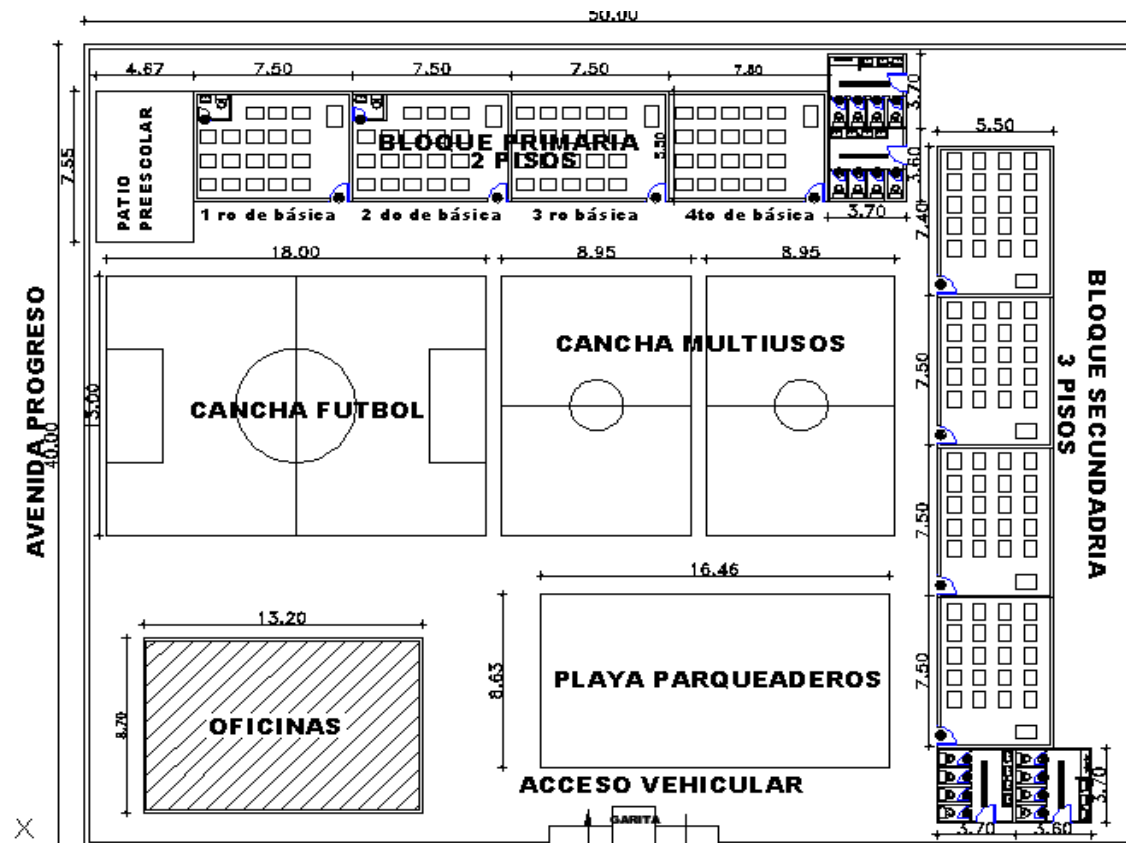 50.00
4.67
7.50
7.50
7.50
7.80
3.70
5.50
7.55
PATIO
PREESCOLAR
BLOQUE PRIMARIA
2 PISOS
5.50
3.60
1 ro de básica
2 do de básica
3 ro básica
4to de básica
3.70
7.40
18.00
8.95
8.95
AVENIDA PROGRESO
40.00
13.00
CANCHA FUTBOL
CANCHA MULTIUSOS
7.50
BLOQUE SECUNDADRIA
3 PISOS
7.50
16.46
13.20
8.63
PLAYA PARQUEADEROS
7.50
8.70
OFICINAS
ACCESO VEHICULAR
GARITA
3.70
3.70
3.60
X